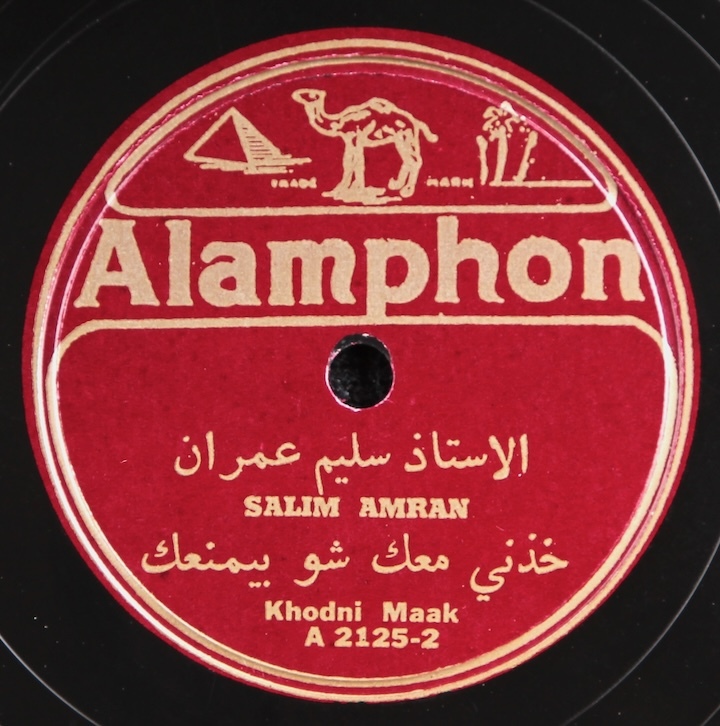 TRADE MARK
Alamphon
الاستاذ سليم عمران
SALIM AMRAN
خذني معك شو بيمنعك
Khodni Maak
A 2125-2